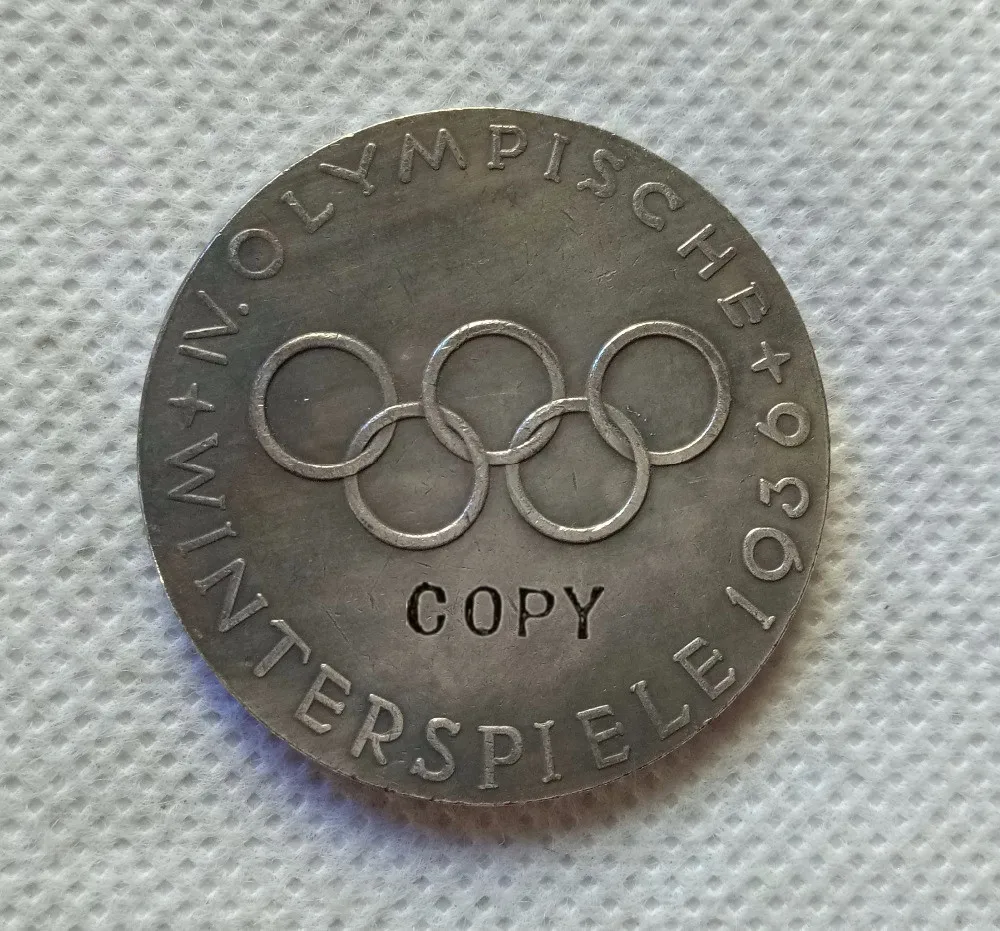 IV. OLYMPISCHE + 1936
+ WINTERSPIELE
COPY